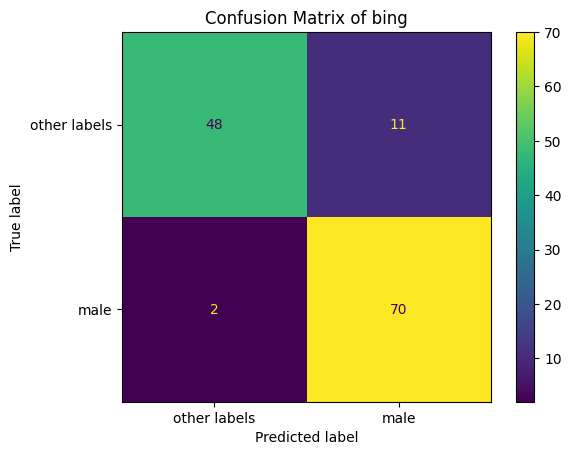 Confusion Matrix of bing
True label
other labels
48
11
male
2
70
other labels
male
Predicted label
70
60
50
40
30
20
10